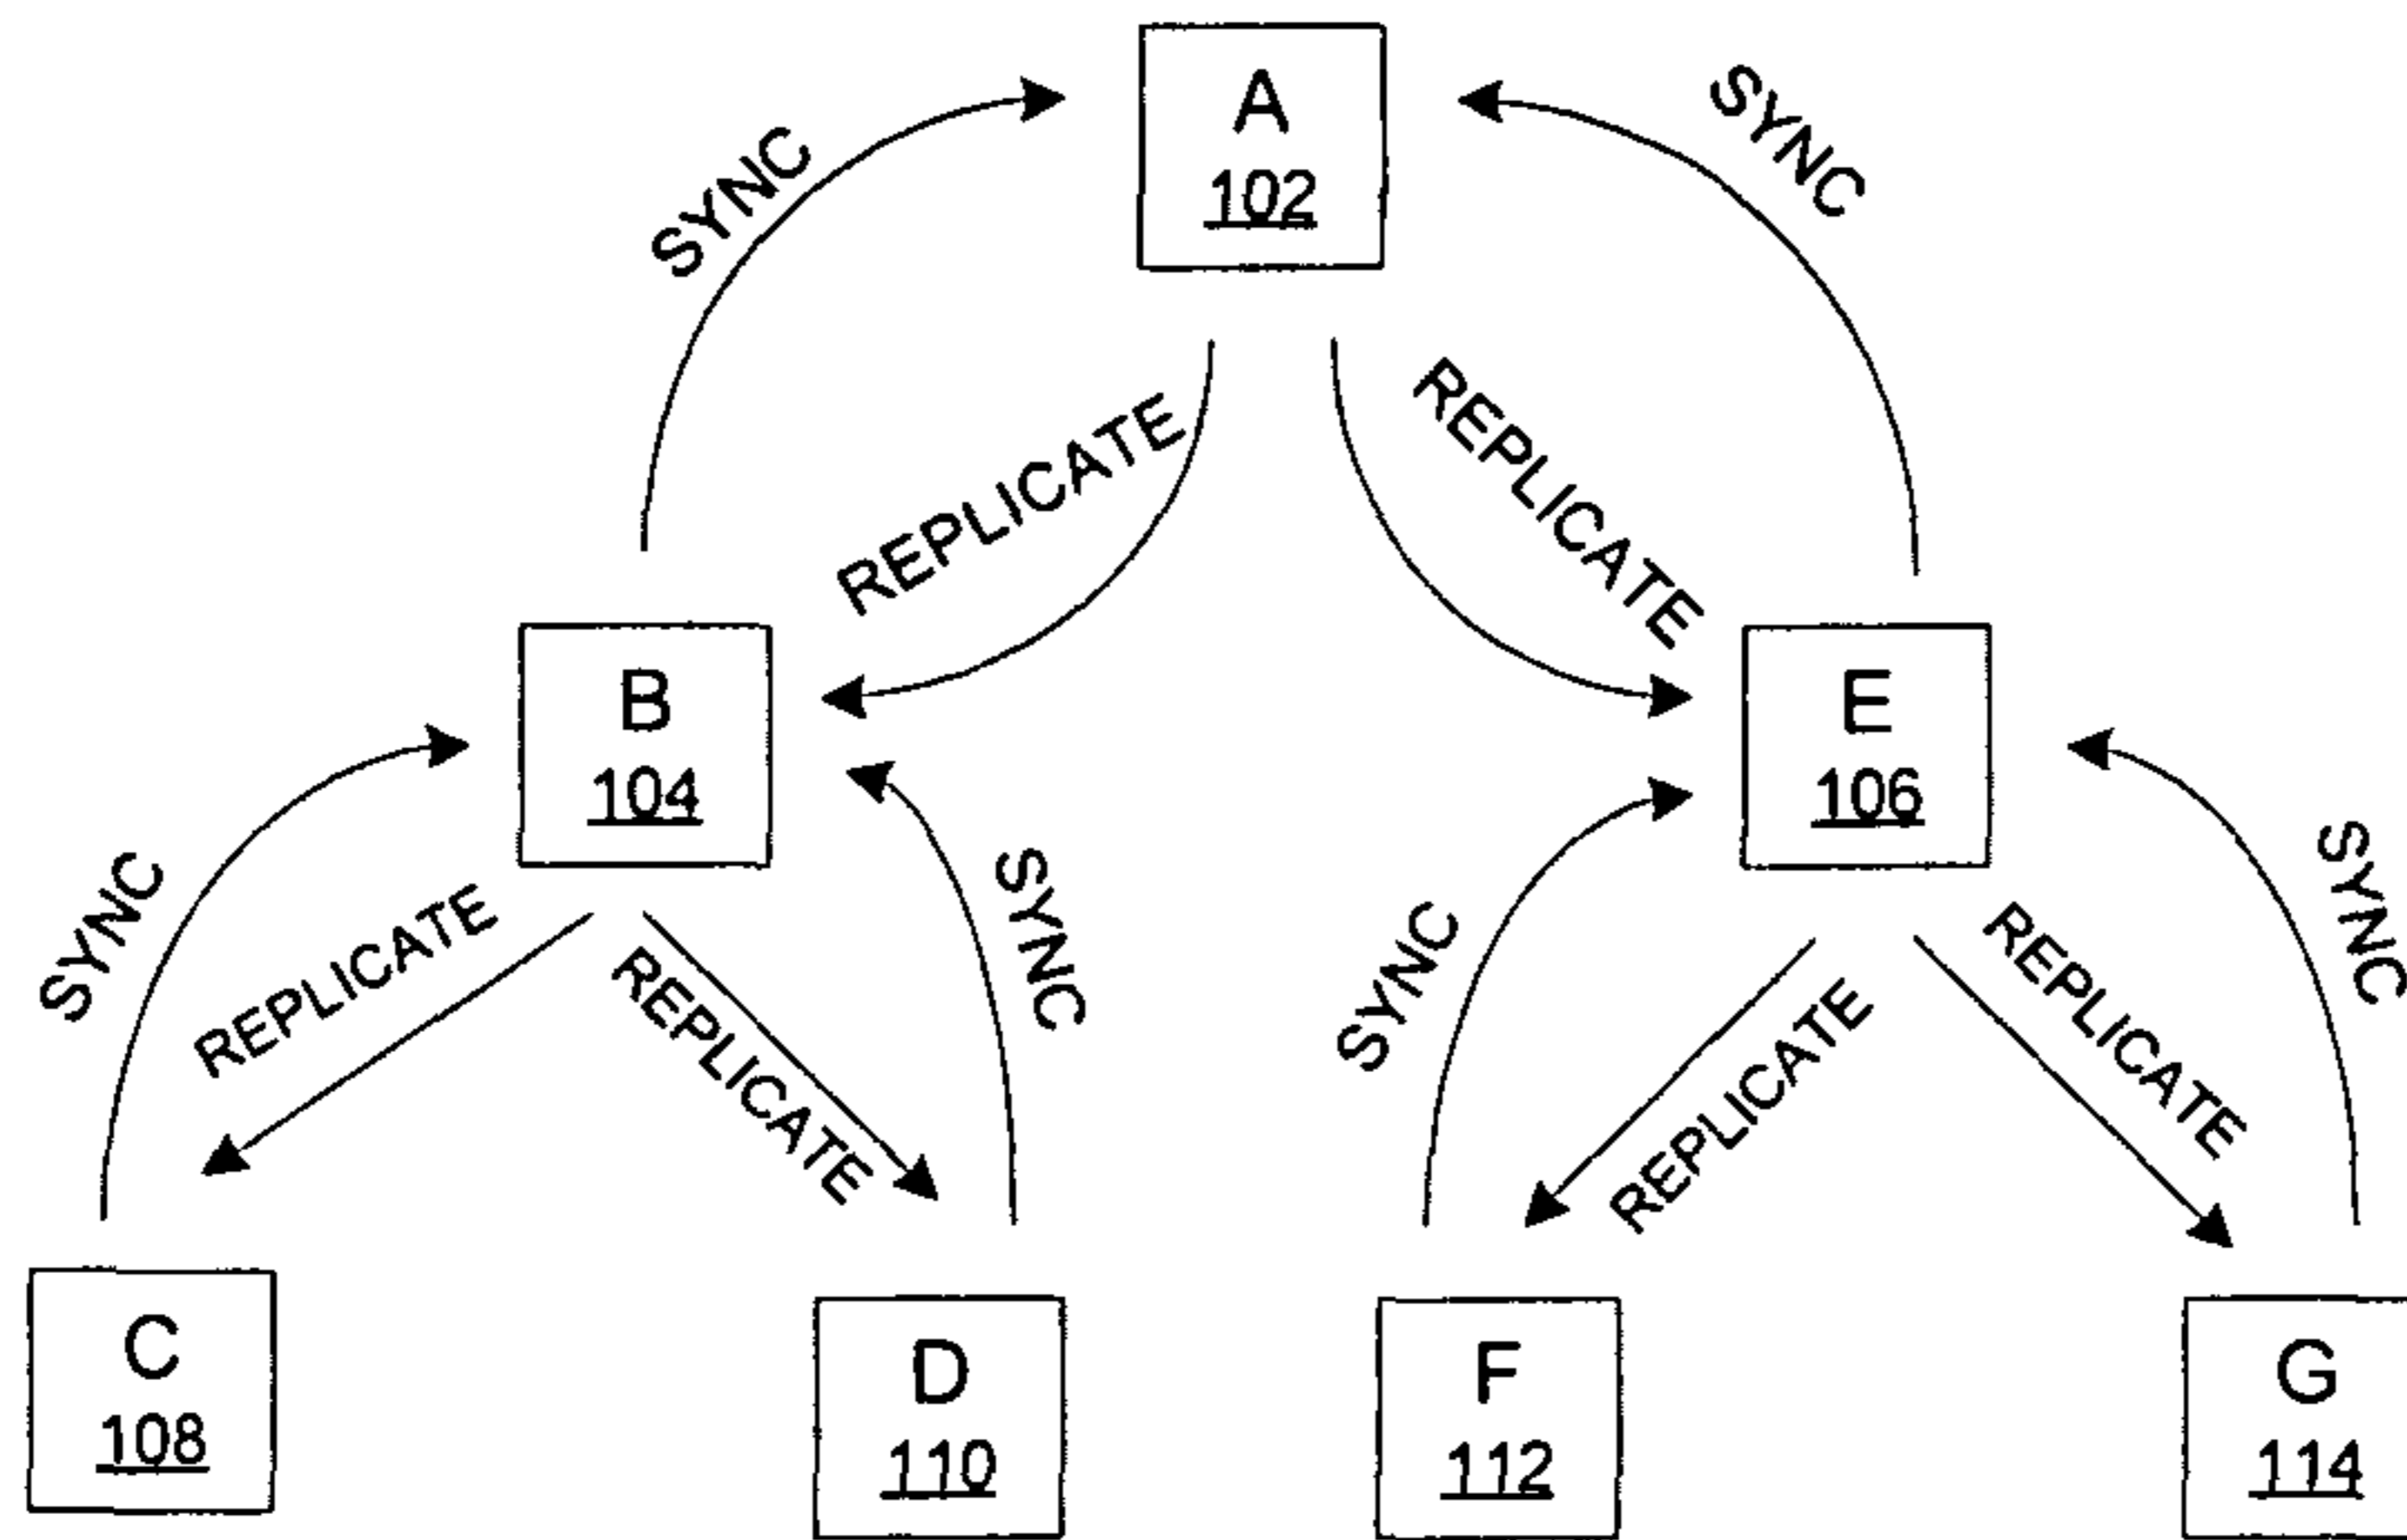 A
102
SYNC
SYNC
REPLICATE
REPLICATE
B
104
E
106
SYNC
REPLICATE
REPLICATE
SYNC
SYNC
REPLICATE
REPLICATE
SYNC
C
108
D
110
F
112
G
114